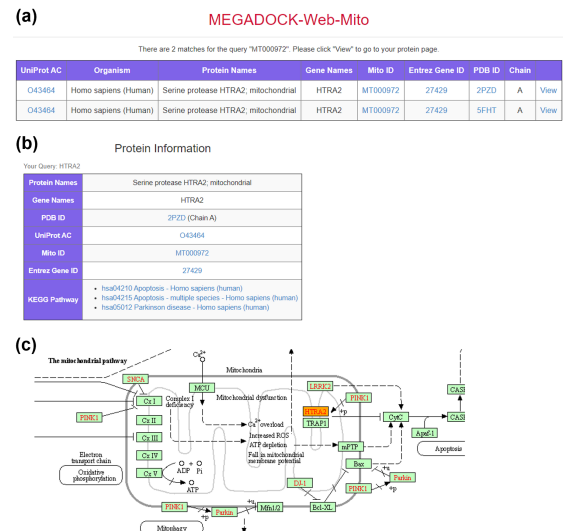 (a)
MEGADOCK-Web-Mito
There are 2 matches for the query "MT000972". Please click "View" to go to your protein page.
UniProt AC Organism Protein Names Gene Names Mito ID Entrez Gene ID PDB ID Chain
O43464 Homo sapiens (Human) Serine protease HTRA2; mitochondrial HTRA2 MT000972 27429 2PZD A View
O43464 Homo sapiens (Human) Serine protease HTRA2; mitochondrial HTRA2 MT000972 27429 5FHT A View
(b)
Protein Information
Your Query: HTRA2
Protein Names Serine protease HTRA2; mitochondrial
Gene Names HTRA2
PDB ID 2PZD (Chain A)
UniProt AC O43464
Mito ID MT000972
Entrez Gene ID 27429
KEGG Pathway
• hsa04210 Apoptosis - Homo sapiens (human)
• hsa04215 Apoptosis - multiple species - Homo sapiens (human)
• hsa05012 Parkinson disease - Homo sapiens (human)
(c)
The mitochondrial pathway
Ca2+
Mitochondria
SNCA
MCU
LRRK2
CAS
Cx I
Complex I
deficiency
Mitochondrial dysfunction
PINK1
HTRA2
+p
PINK1
Cx II
Ca2+ overload
TRAP1
CytC
CAS
Cx III
Increased ROS
ATP depletion
Fall in mitochondrial
membrane potential
Apaf-1
mPTP
Apoptosis
Electron
transport chain
Cx IV
Oxidative
phosphorylation
Cx V
ADP + Pi
ATP
Bax
+u
Parkin
DJ-1
PINK1
+p
PINK1
+p
Parkin
+u
Mfn1/2
Bcl-XL
Mitophagy